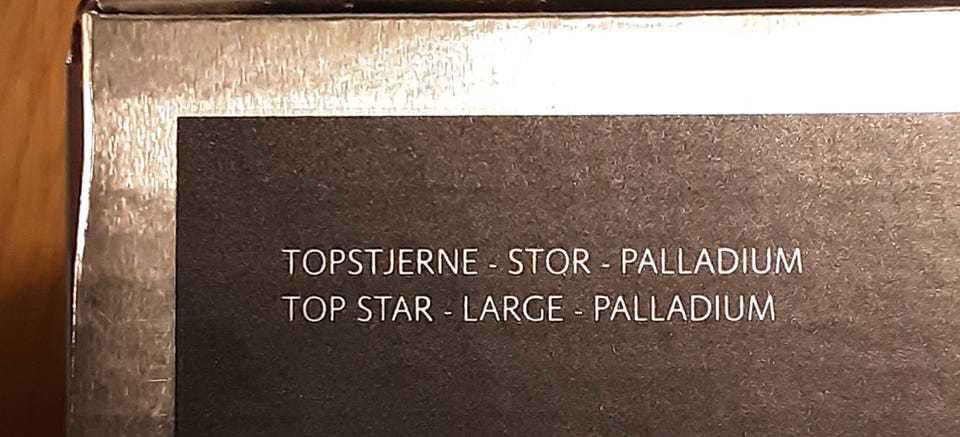 TOPSTJERNE - STOR - PALLADIUM
TOP STAR - LARGE - PALLADIUM